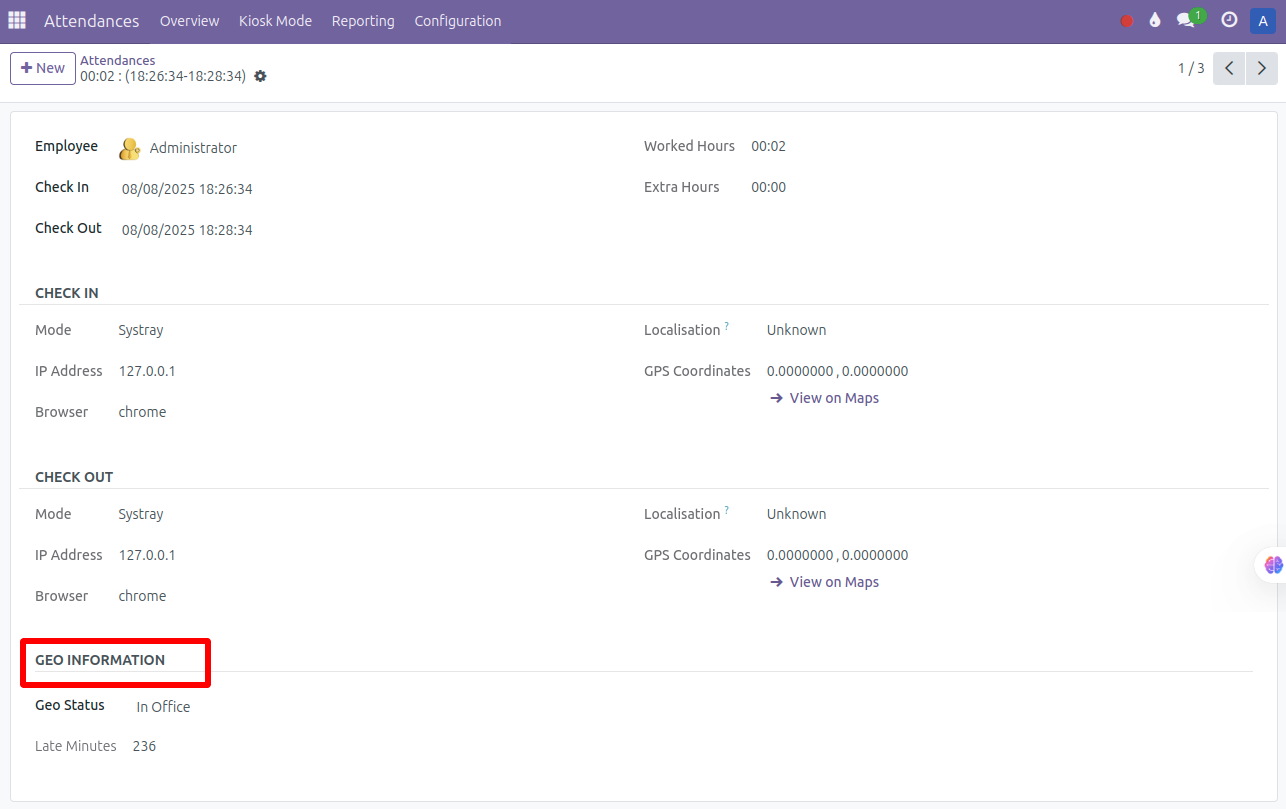 Attendances Overview Kiosk Mode Reporting Configuration 1 A
New Attendances
00:02 : (18:26:34-18:28:34) 1 / 3
Employee Administrator Worked Hours 00:02
Check In 08/08/2025 18:26:34 Extra Hours 00:00
Check Out 08/08/2025 18:28:34
CHECK IN
Mode Systray Localisation ? Unknown
IP Address 127.0.0.1 GPS Coordinates 0.0000000 , 0.0000000
→ View on Maps
Browser chrome
CHECK OUT
Mode Systray Localisation ? Unknown
IP Address 127.0.0.1 GPS Coordinates 0.0000000 , 0.0000000
→ View on Maps
Browser chrome
GEO INFORMATION
Geo Status In Office
Late Minutes 236